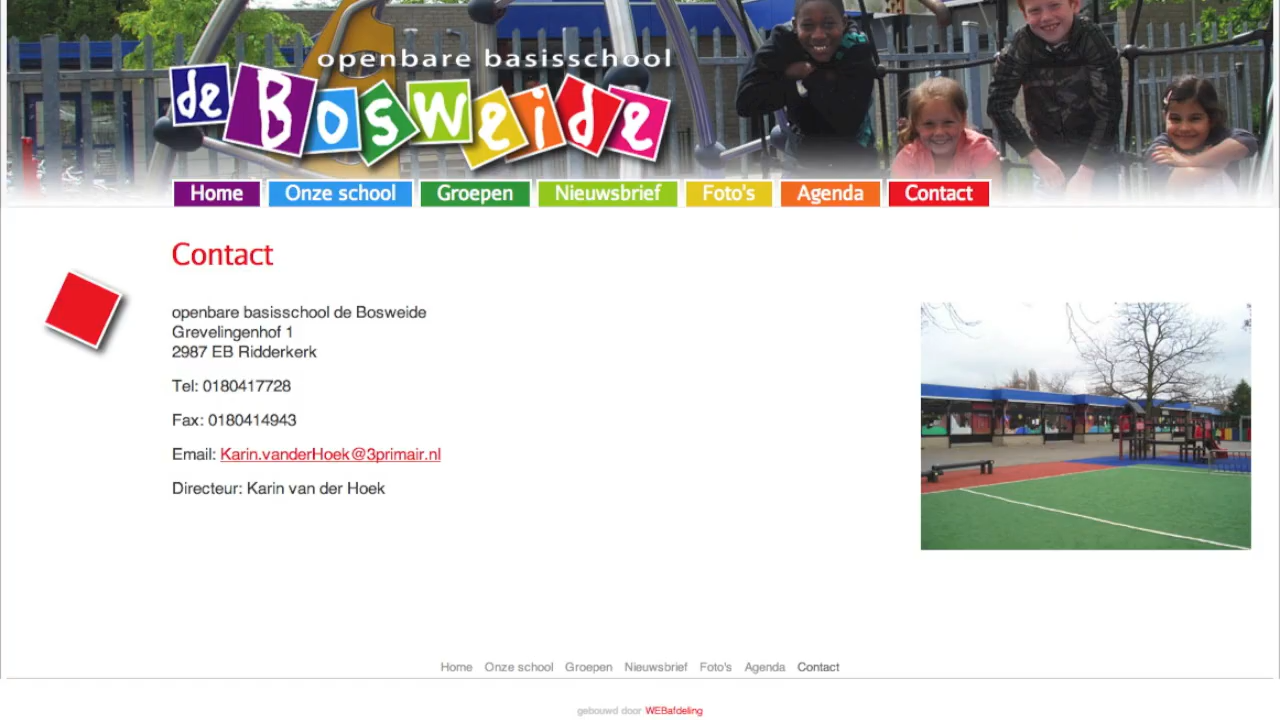 openbare basisschool
de Bosweide
Home Onze school Groepen Nieuwsbrief Foto's Agenda Contact
Contact
openbare basisschool de Bosweide
Grevelingenhof 1
2987 EB Ridderkerk
Tel: 0180417728
Fax: 0180414943
Email: Karin.vanderHoek@3primair.nl
Directeur: Karin van der Hoek
Home Onze school Groepen Nieuwsbrief Foto's Agenda Contact
gebouwd door WEBafdeling